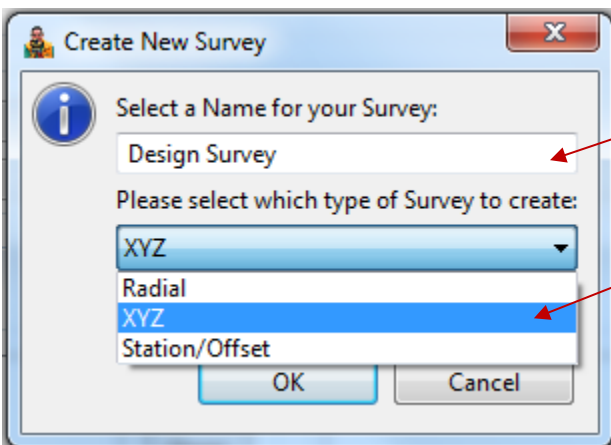 Create New Survey
Select a Name for your Survey:
Design Survey
Please select which type of Survey to create:
XYZ
Radial
XYZ
Station/Offset
OK
Cancel